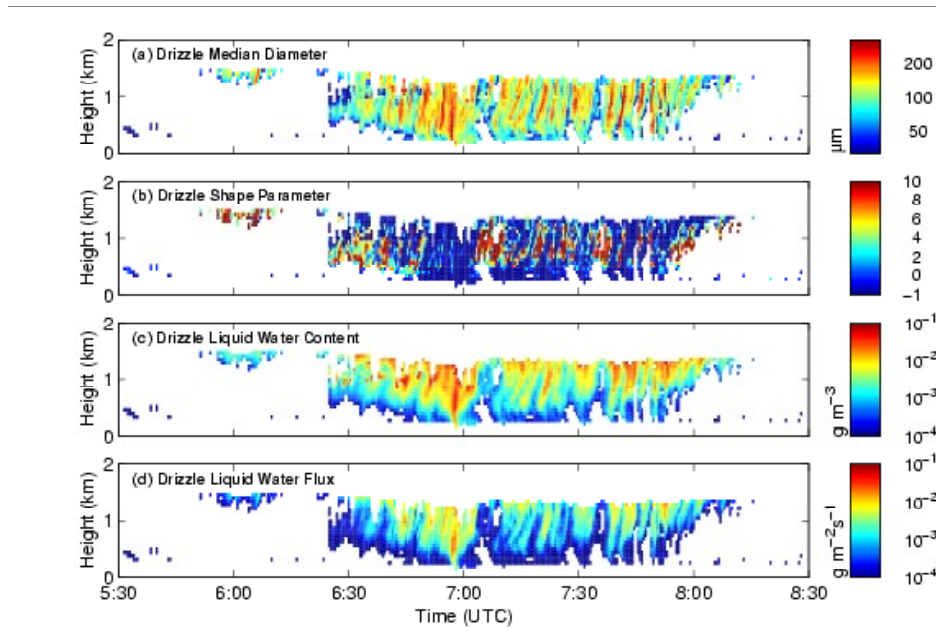 (a) Drizzle Median Diameter
Height (km)
2
1
0
200
100
50
μm
(b) Drizzle Shape Parameter
Height (km)
2
1
0
10
8
6
4
2
0
−1
(c) Drizzle Liquid Water Content
Height (km)
2
1
0
10⁻¹
10⁻²
10⁻³
10⁻⁴
g m⁻³
(d) Drizzle Liquid Water Flux
Height (km)
2
1
0
10⁻¹
10⁻²
10⁻³
10⁻⁴
g m⁻²s⁻¹
5:30 6:00 6:30 7:00 7:30 8:00 8:30
Time (UTC)